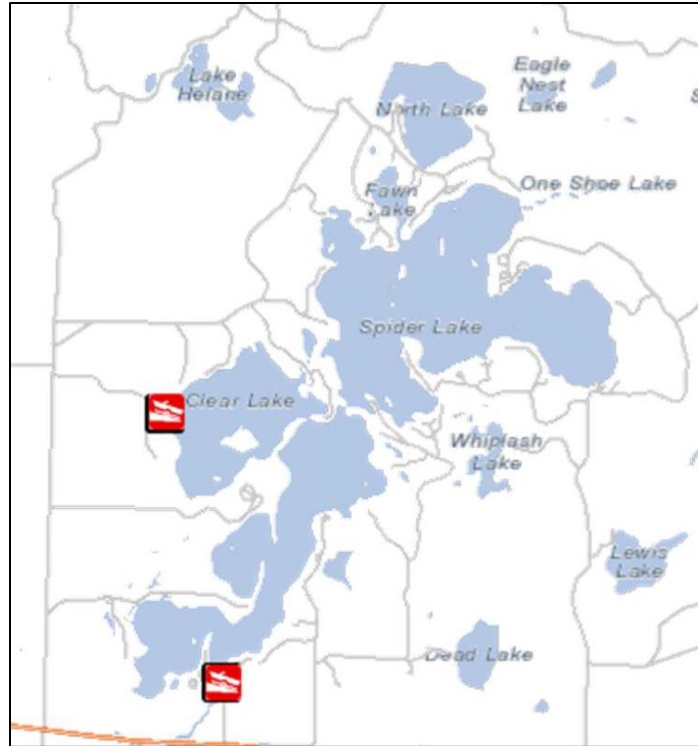 Lake
Helane
North Lake
Eagle
Nest
Lake
S
Fawn
Lake
One Shoe Lake
Spider Lake
Clear Lake
Whiplash
Lake
Lewis
Lake
Dead Lake